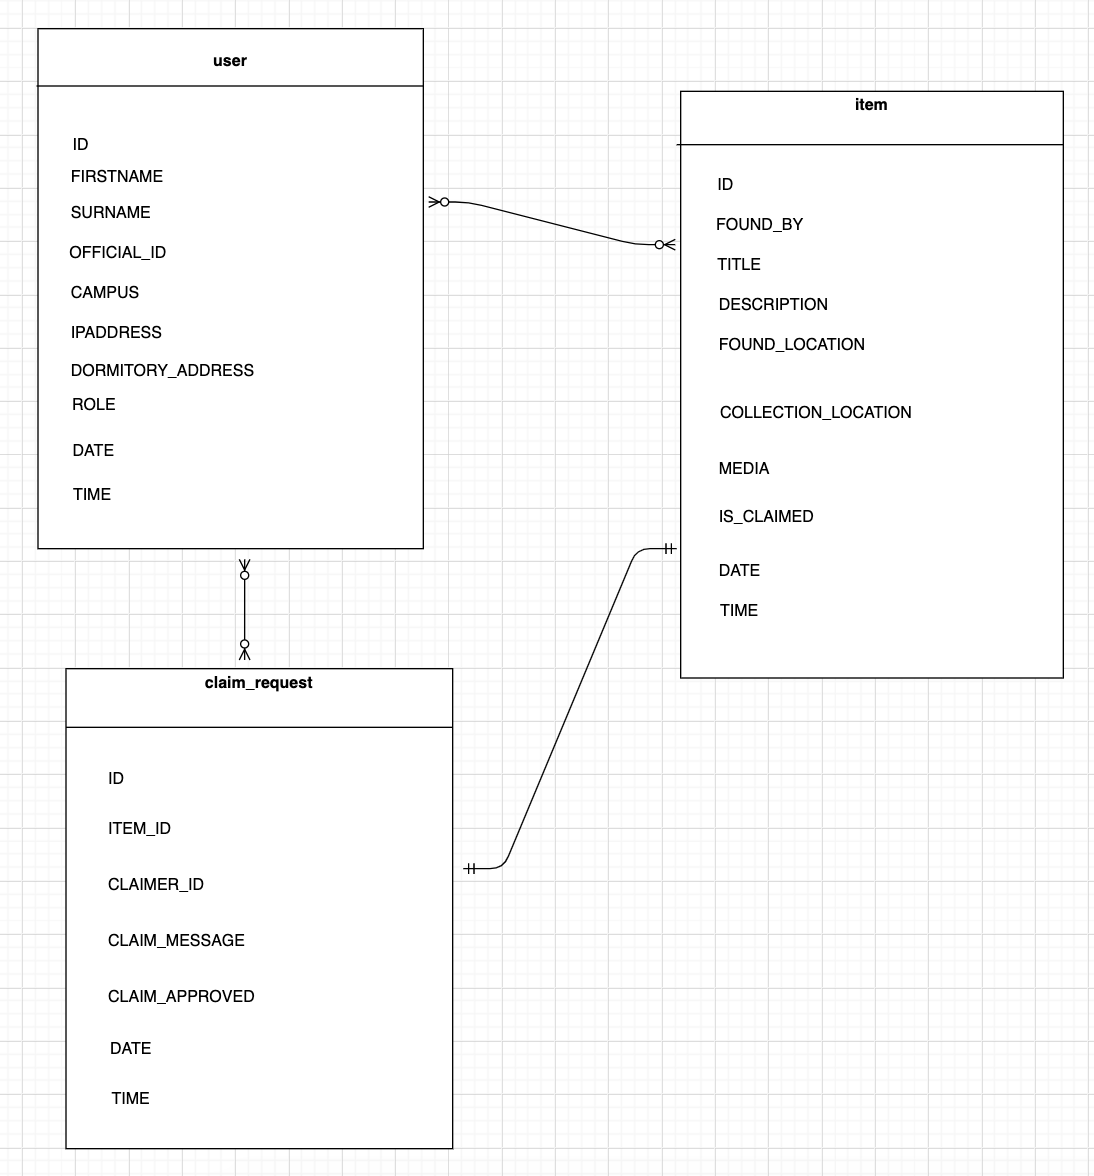 user
ID
FIRSTNAME
SURNAME
OFFICIAL_ID
CAMPUS
IPADDRESS
DORMITORY_ADDRESS
ROLE
DATE
TIME
item
ID
FOUND_BY
TITLE
DESCRIPTION
FOUND_LOCATION
COLLECTION_LOCATION
MEDIA
IS_CLAIMED
DATE
TIME
claim_request
ID
ITEM_ID
CLAIMER_ID
CLAIM_MESSAGE
CLAIM_APPROVED
DATE
TIME